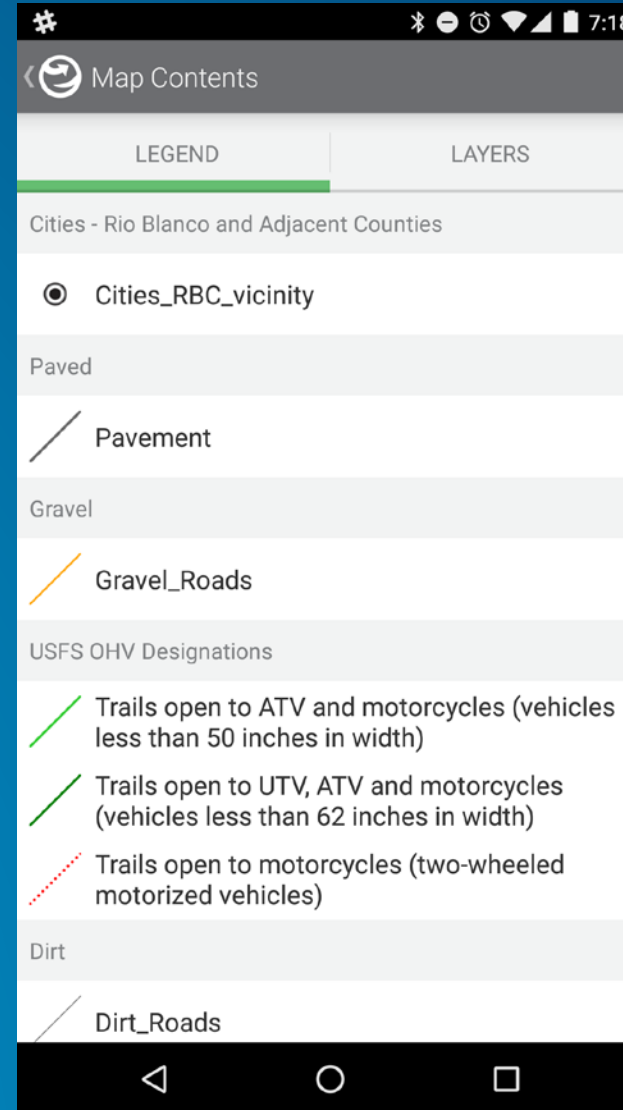 7:18
Map Contents
LEGEND
LAYERS
Cities - Rio Blanco and Adjacent Counties
Cities_RBC_vicinity
Paved
Pavement
Gravel
Gravel_Roads
USFS OHV Designations
Trails open to ATV and motorcycles (vehicles
less than 50 inches in width)
Trails open to UTV, ATV and motorcycles
(vehicles less than 62 inches in width)
Trails open to motorcycles (two-wheeled
motorized vehicles)
Dirt
Dirt_Roads